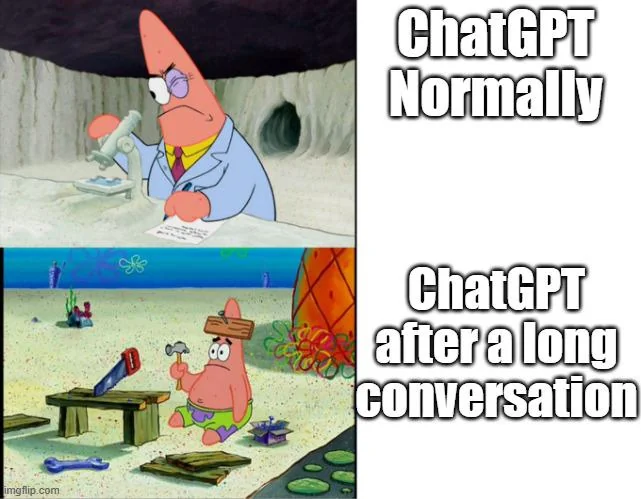 ChatGPT
Normally
ChatGPT
after a long
conversation
imgflip.com